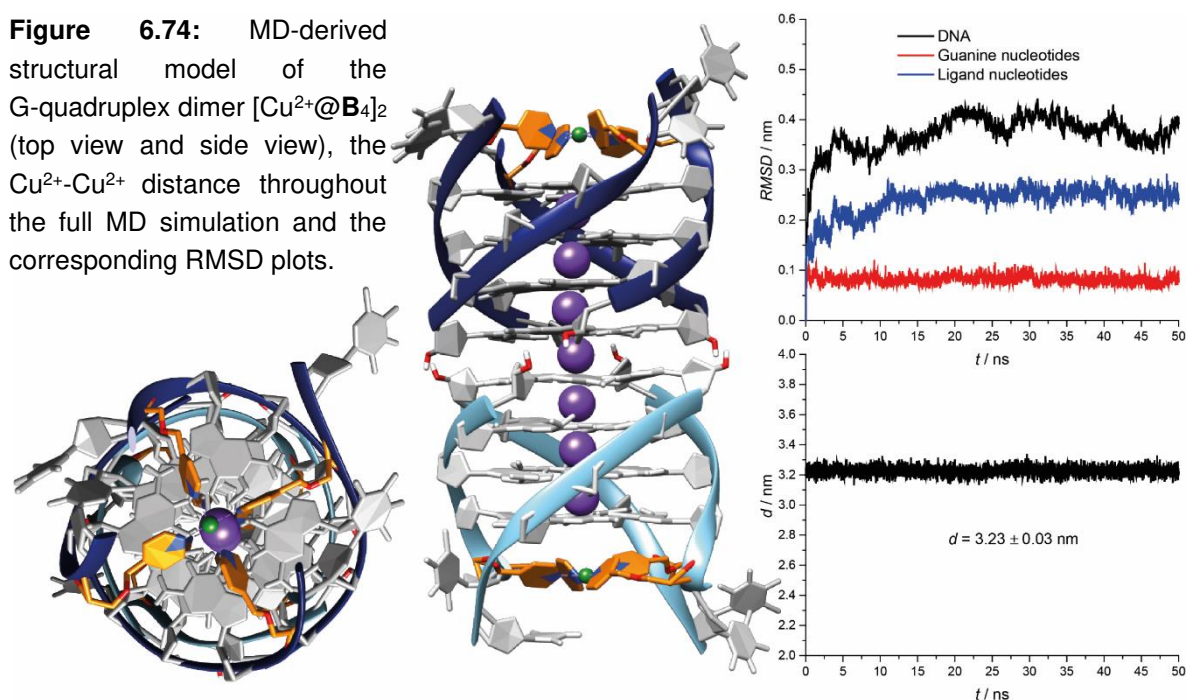 Figure 6.74: MD-derived
structural model of the
G-quadruplex dimer [Cu²⁺@B₄]₂
(top view and side view), the
Cu²⁺-Cu²⁺ distance throughout
the full MD simulation and the
corresponding RMSD plots.
0.6
0.5
0.4
0.3
0.2
0.1
0.0
RMSD / nm
DNA
Guanine nucleotides
Ligand nucleotides
0 5 10 15 20 25 30 35 40 45 50
t / ns
4.0
3.8
3.6
3.4
3.2
3.0
2.8
2.6
2.4
2.2
2.0
d / nm
d = 3.23 ± 0.03 nm
0 5 10 15 20 25 30 35 40 45 50
t / ns